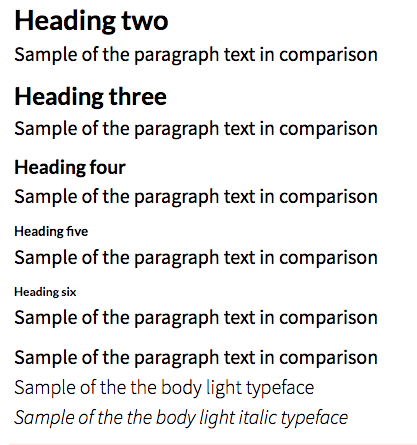 Heading two
Sample of the paragraph text in comparison
Heading three
Sample of the paragraph text in comparison
Heading four
Sample of the paragraph text in comparison
Heading five
Sample of the paragraph text in comparison
Heading six
Sample of the paragraph text in comparison
Sample of the paragraph text in comparison
Sample of the the body light typeface
Sample of the the body light italic typeface